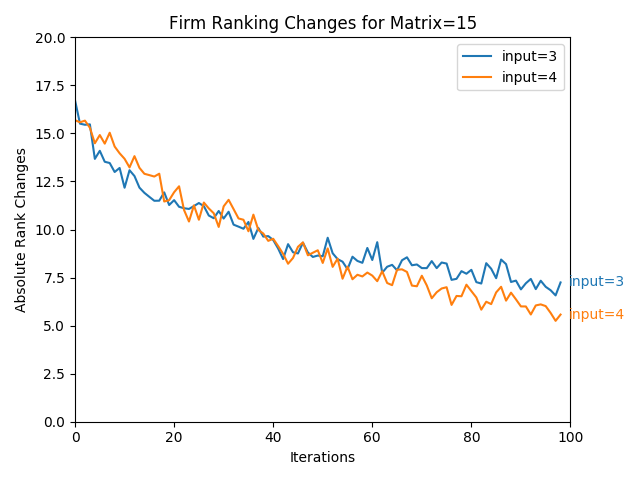 Firm Ranking Changes for Matrix=15
20.0
17.5
15.0
12.5
10.0
7.5
5.0
2.5
0.0
Absolute Rank Changes
input=3
input=4
input=3
input=4
0 20 40 60 80 100
Iterations